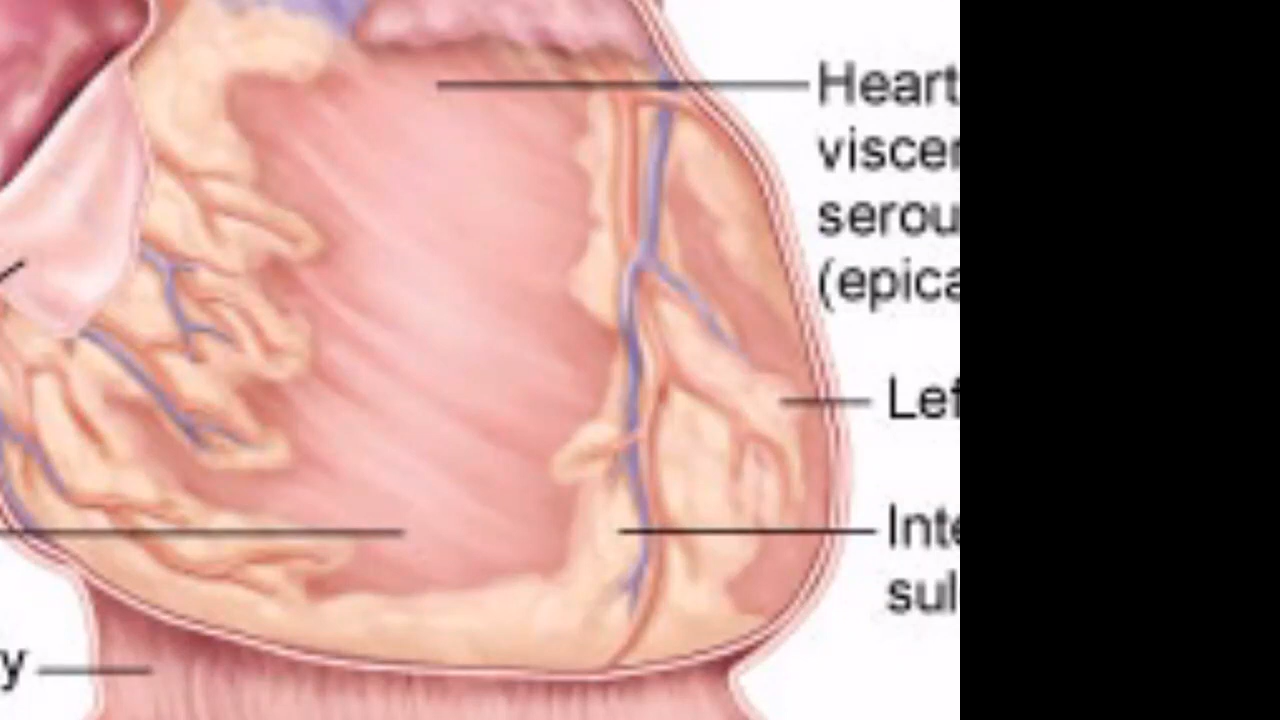 Heart
viscer
serou
(epica
Lef
Inte
sul
y